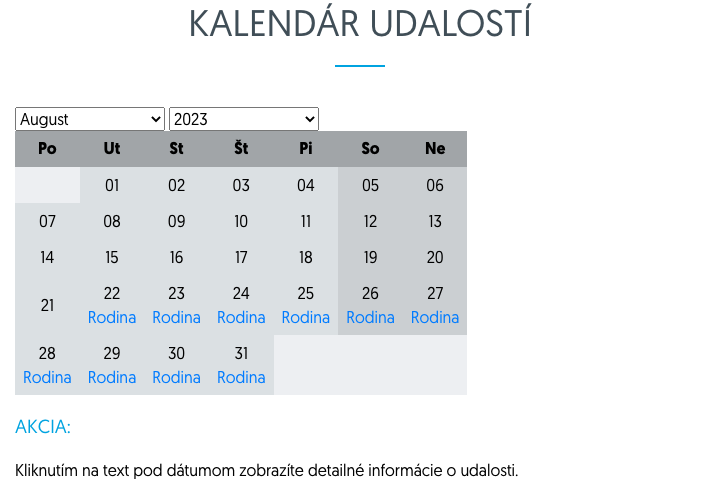 KALENDÁR UDALOSTÍ
August 2023
Po Ut St Št Pi So Ne
01 02 03 04 05 06
07 08 09 10 11 12 13
14 15 16 17 18 19 20
21 22 23 24 25 26 27
Rodina Rodina Rodina Rodina Rodina Rodina
28 29 30 31
Rodina Rodina Rodina Rodina
AKCIA:
Kliknutím na text pod dátumom zobrazíte detailné informácie o udalosti.